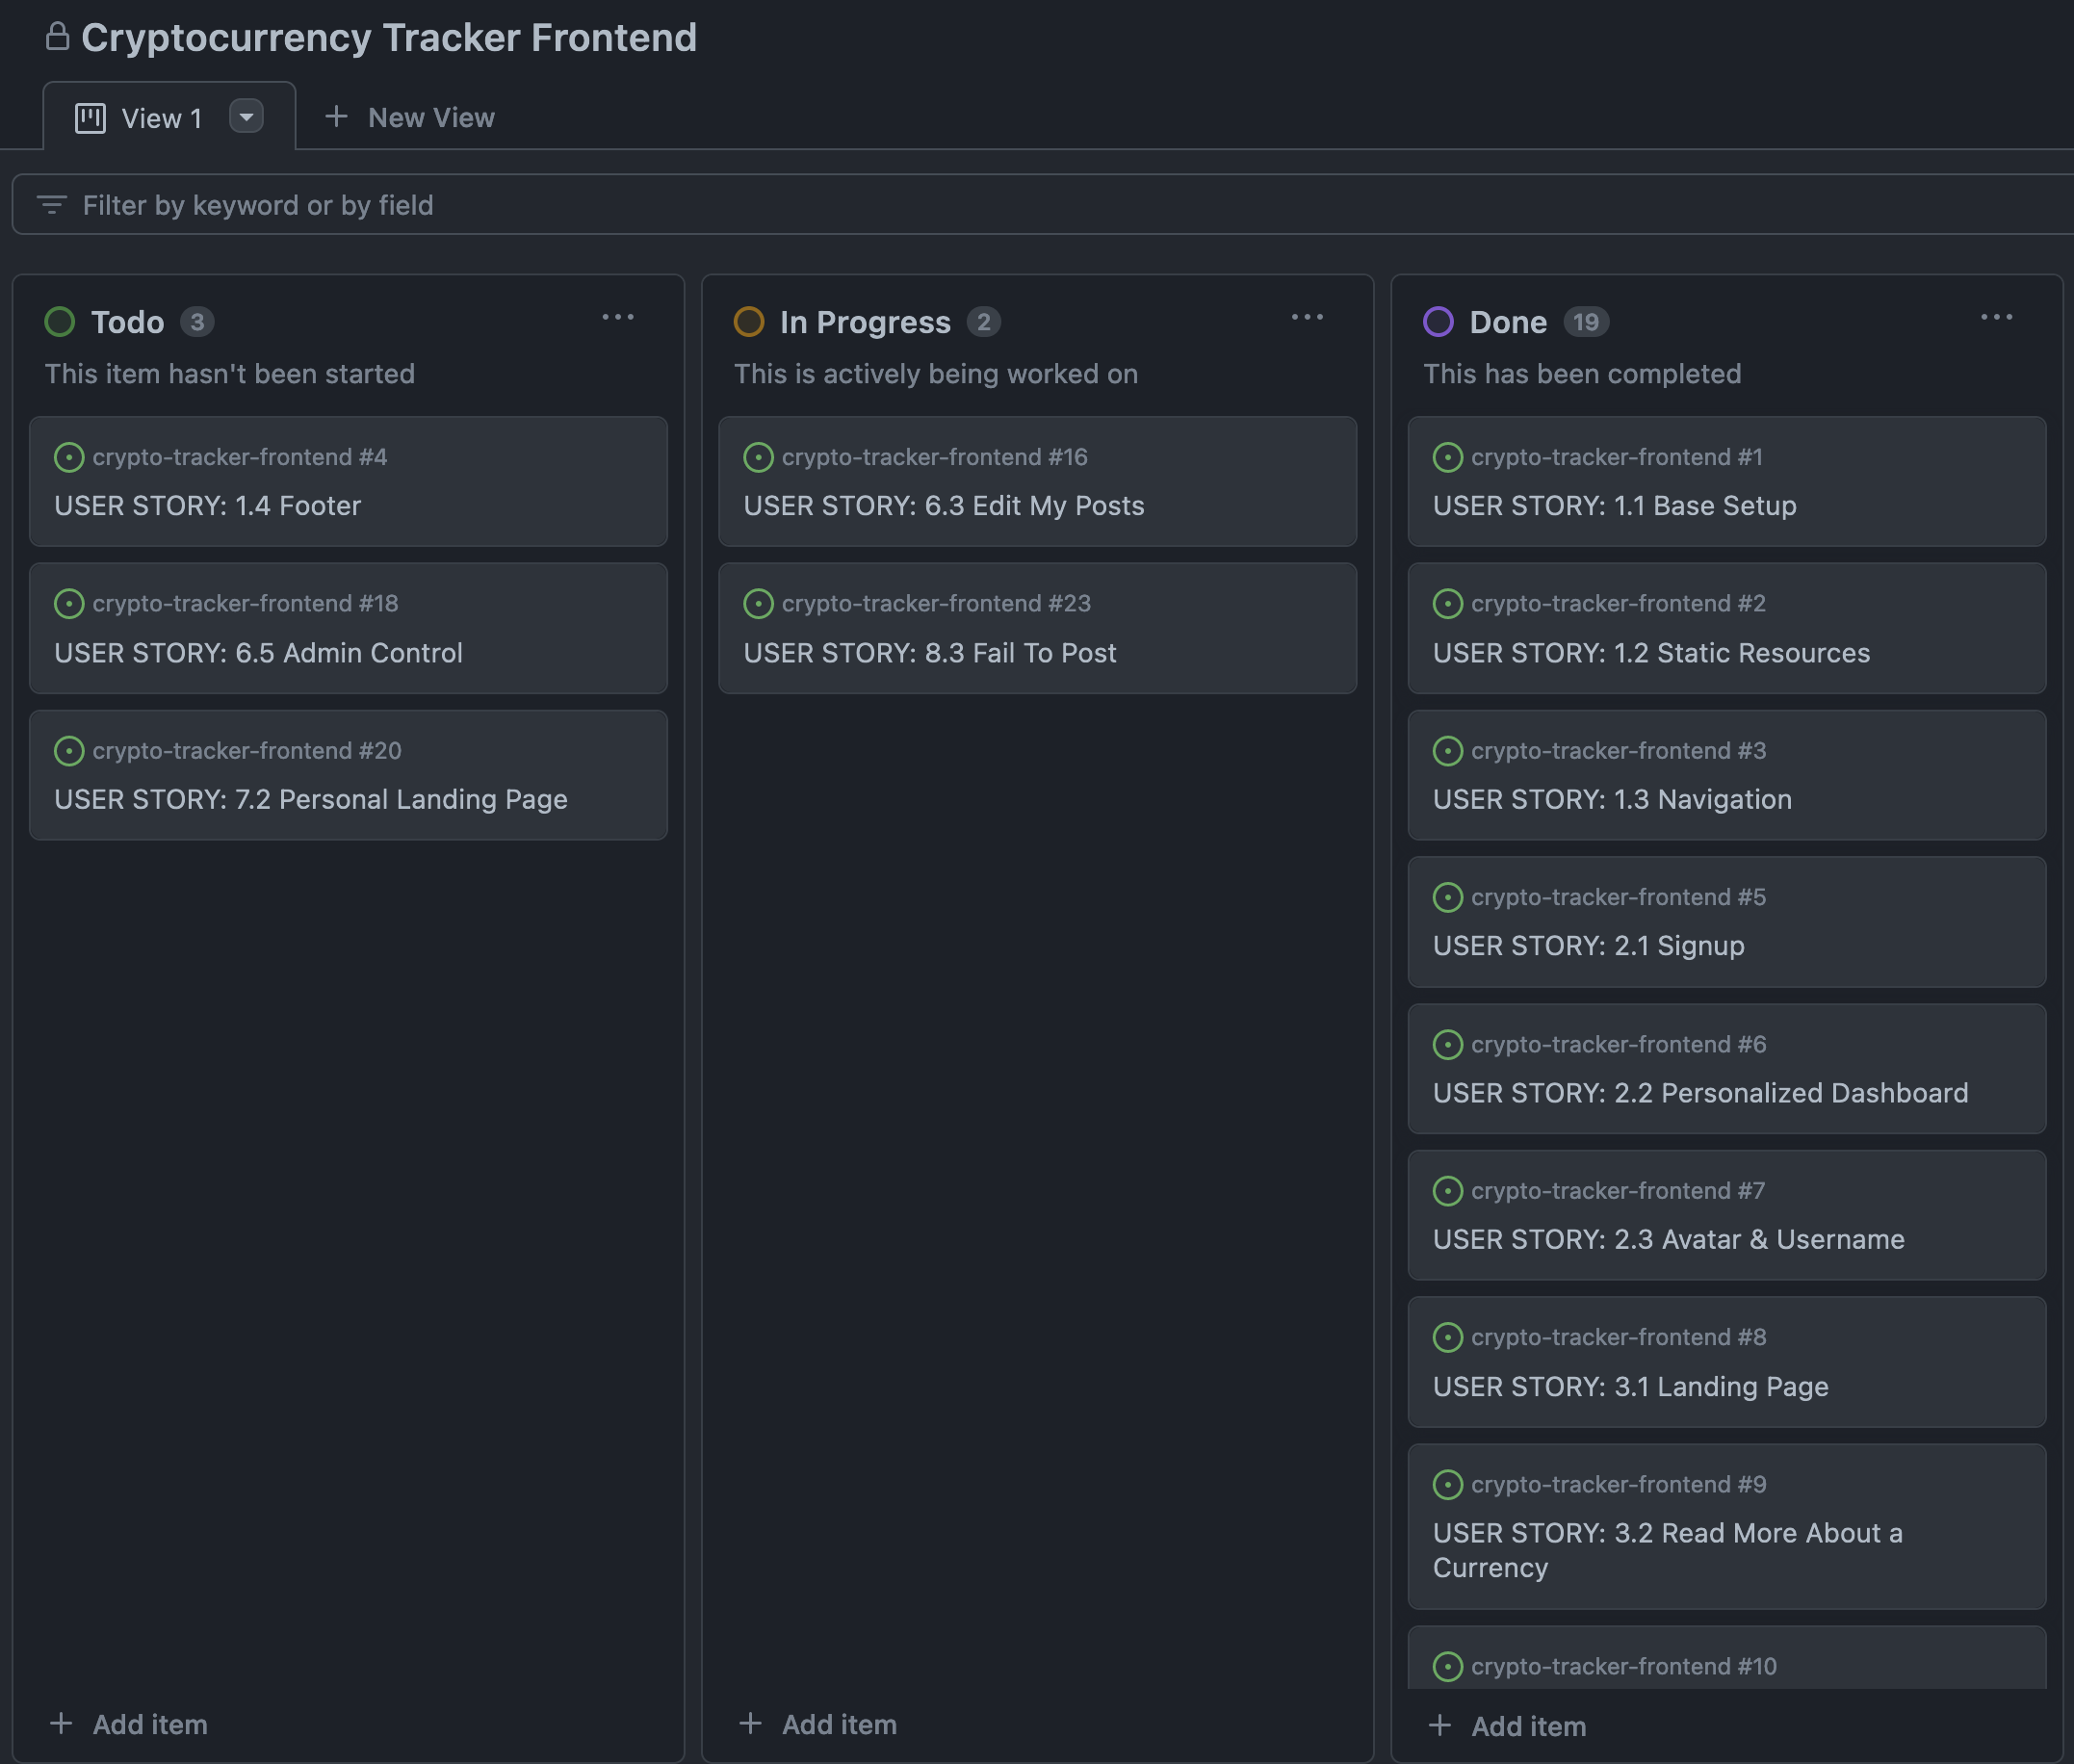 Cryptocurrency Tracker Frontend
View 1
New View
Filter by keyword or by field
Todo 3
This item hasn't been started
crypto-tracker-frontend #4
USER STORY: 1.4 Footer
crypto-tracker-frontend #18
USER STORY: 6.5 Admin Control
crypto-tracker-frontend #20
USER STORY: 7.2 Personal Landing Page
Add item
In Progress 2
This is actively being worked on
crypto-tracker-frontend #16
USER STORY: 6.3 Edit My Posts
crypto-tracker-frontend #23
USER STORY: 8.3 Fail To Post
Add item
Done 19
This has been completed
crypto-tracker-frontend #1
USER STORY: 1.1 Base Setup
crypto-tracker-frontend #2
USER STORY: 1.2 Static Resources
crypto-tracker-frontend #3
USER STORY: 1.3 Navigation
crypto-tracker-frontend #5
USER STORY: 2.1 Signup
crypto-tracker-frontend #6
USER STORY: 2.2 Personalized Dashboard
crypto-tracker-frontend #7
USER STORY: 2.3 Avatar & Username
crypto-tracker-frontend #8
USER STORY: 3.1 Landing Page
crypto-tracker-frontend #9
USER STORY: 3.2 Read More About a
Currency
crypto-tracker-frontend #10
Add item